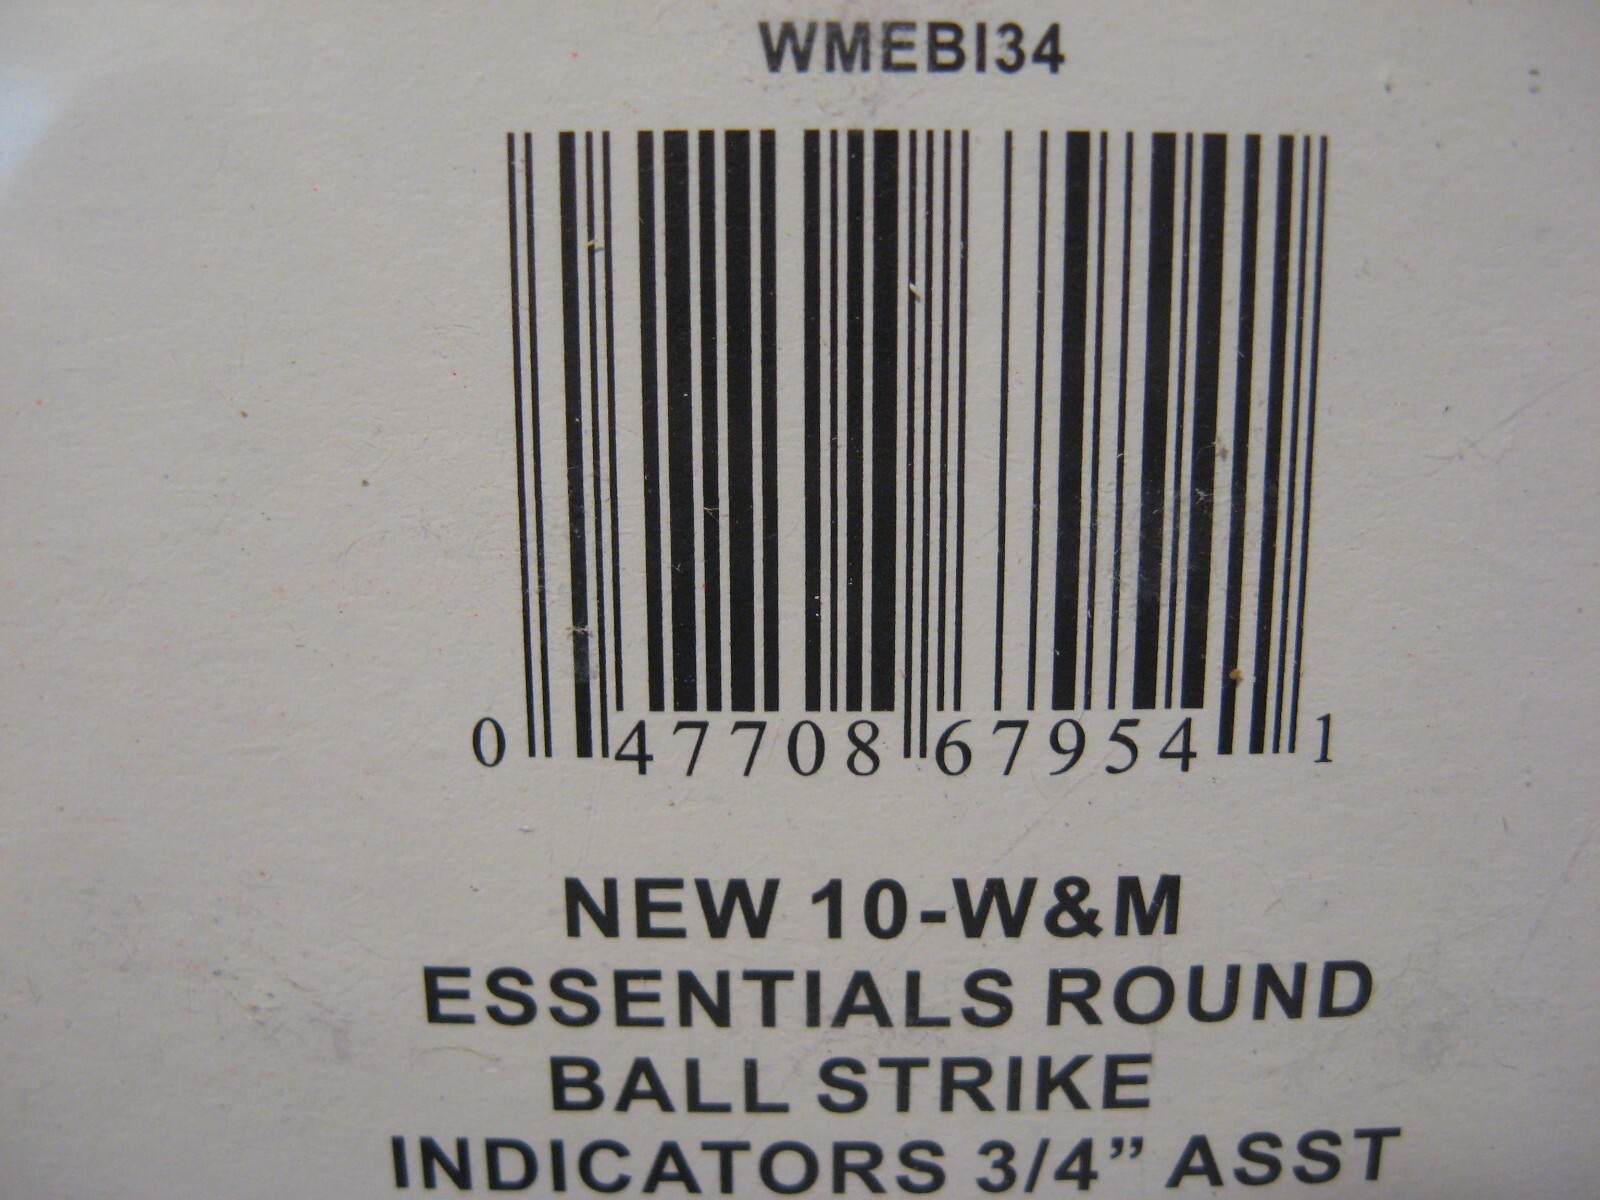 WMEBI34
0 47708 67954 1
NEW 10-W&M
ESSENTIALS ROUND
BALL STRIKE
INDICATORS 3/4” ASST